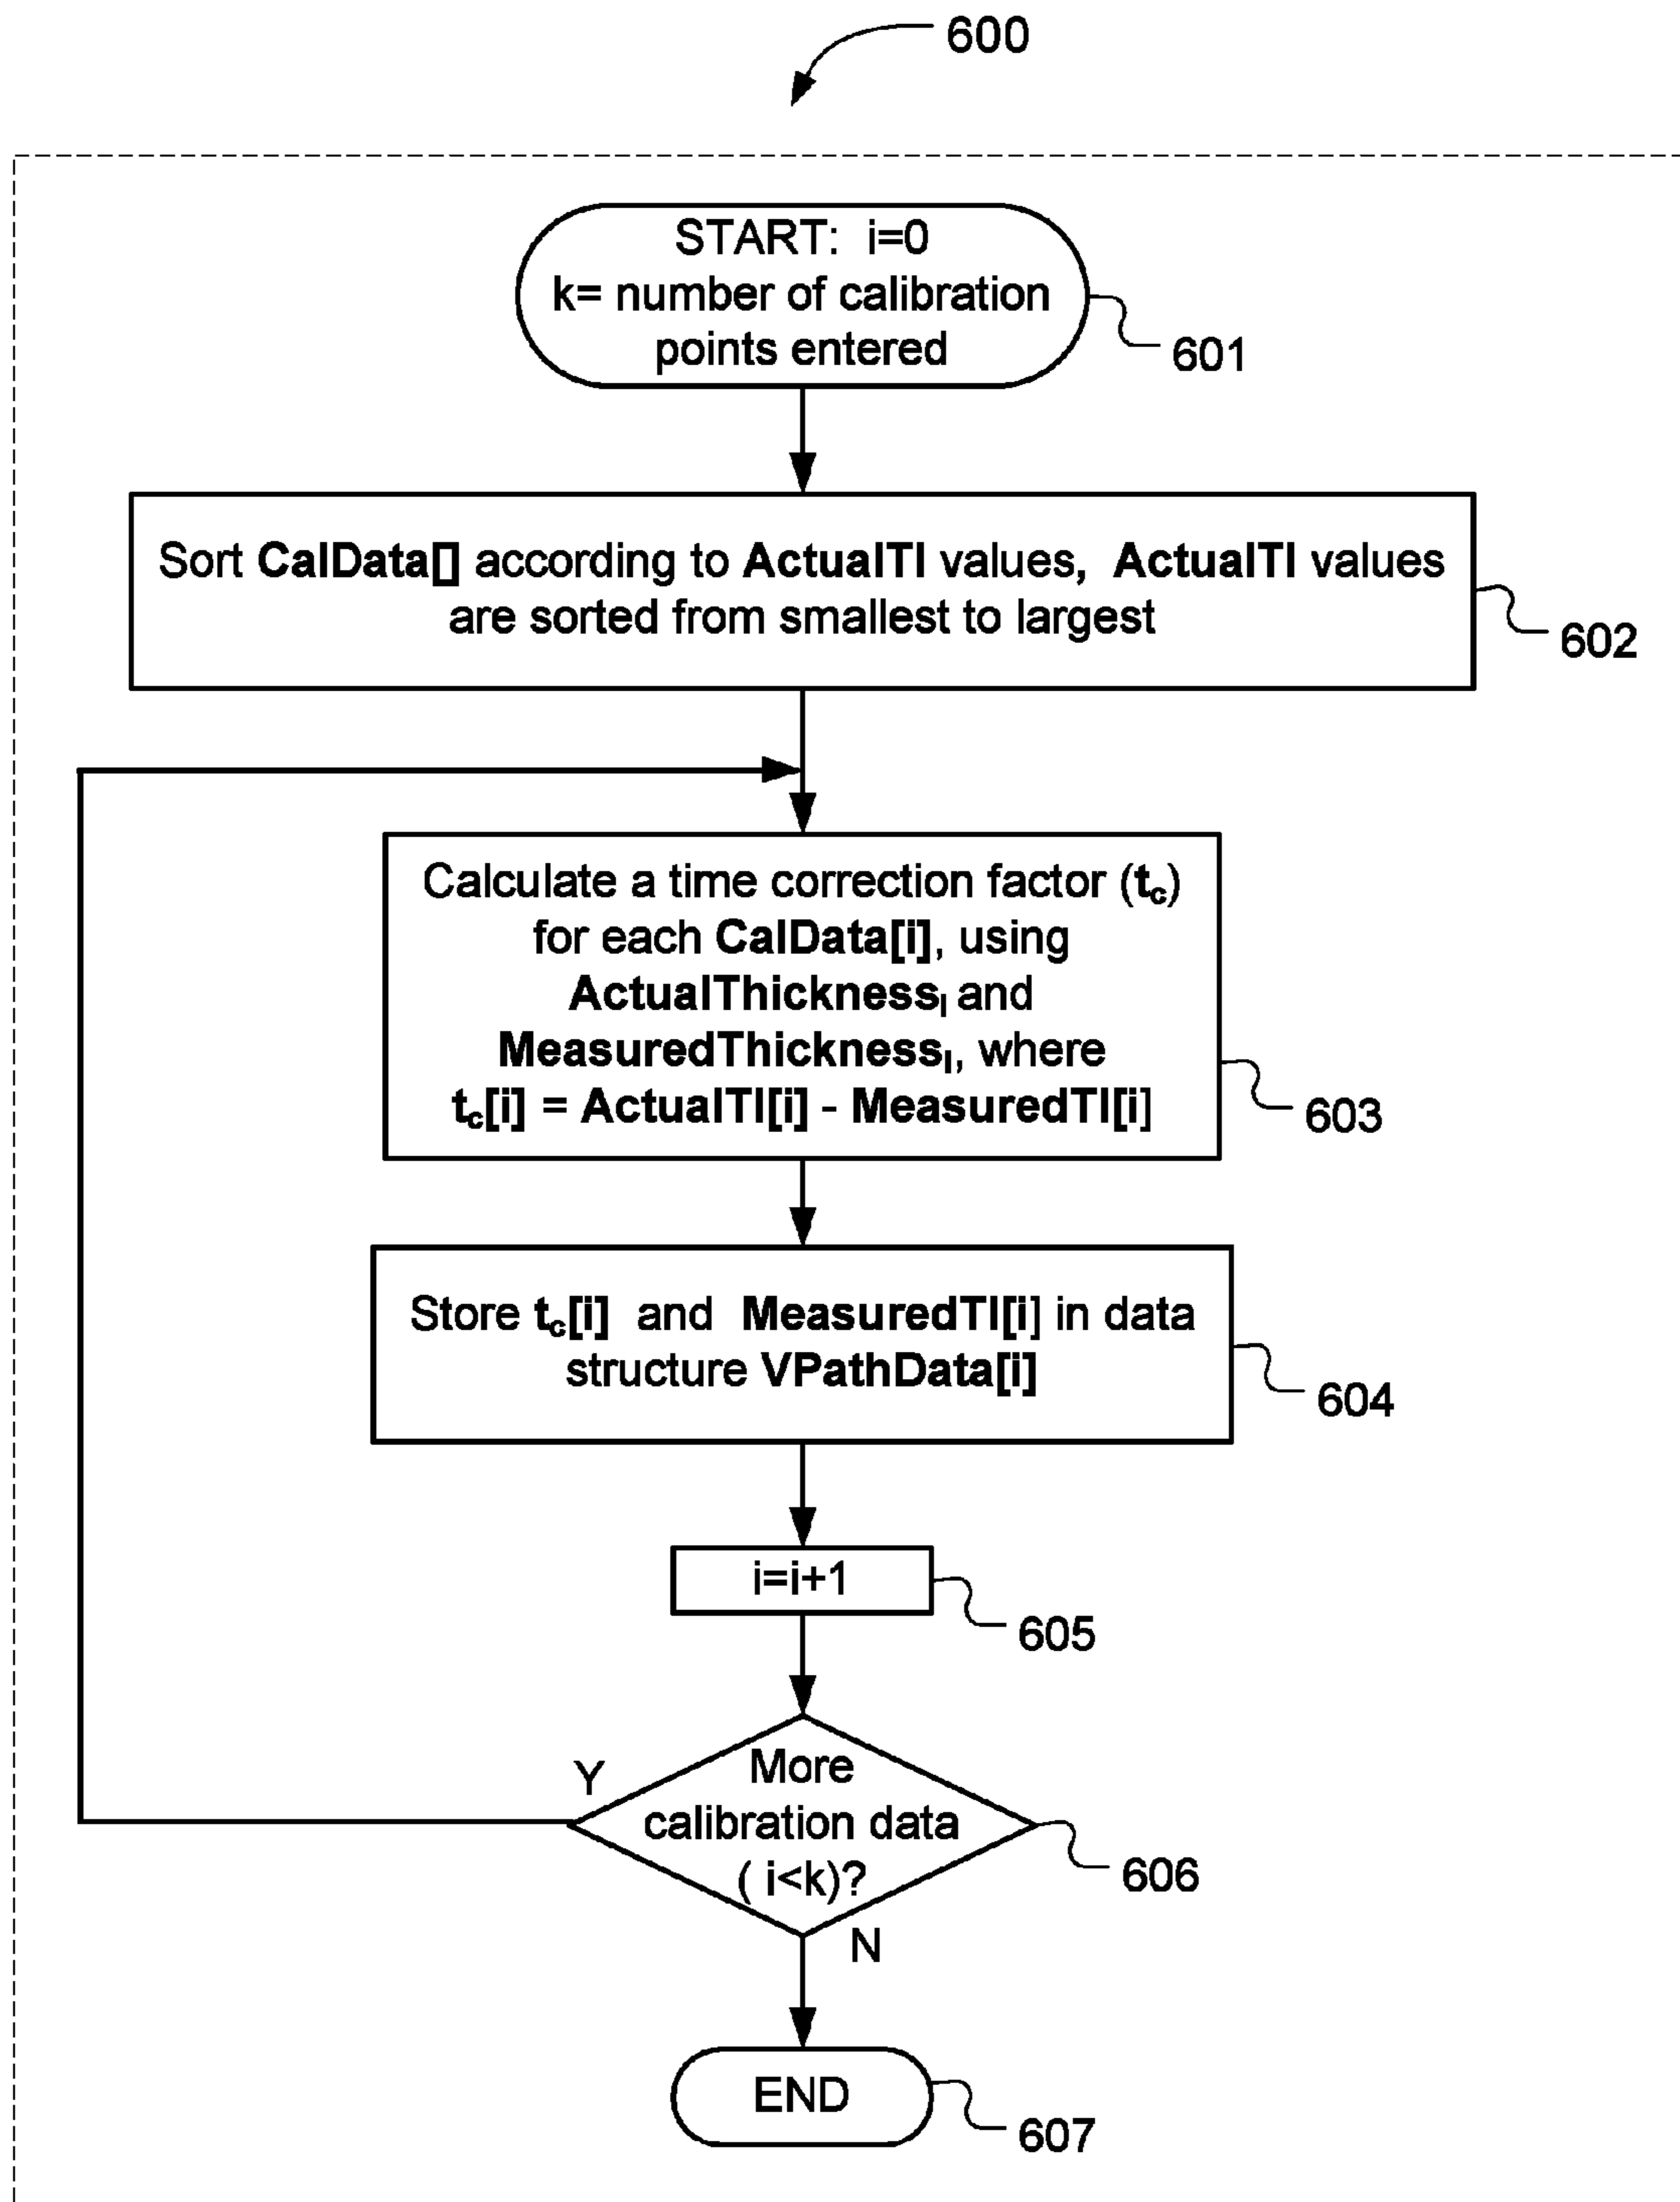 600
START: i=0
k= number of calibration
points entered
601
Sort CalData[] according to ActualTI values, ActualTI values
are sorted from smallest to largest
602
Calculate a time correction factor (tc)
for each CalData[i], using
ActualThicknessI and
MeasuredThicknessI, where
tc[i] = ActualTI[i] - MeasuredTI[i]
603
Store tc[i] and MeasuredTI[i] in data
structure VPathData[i]
604
i=i+1
605
More
calibration data
( i<k)?
Y
606
N
END
607